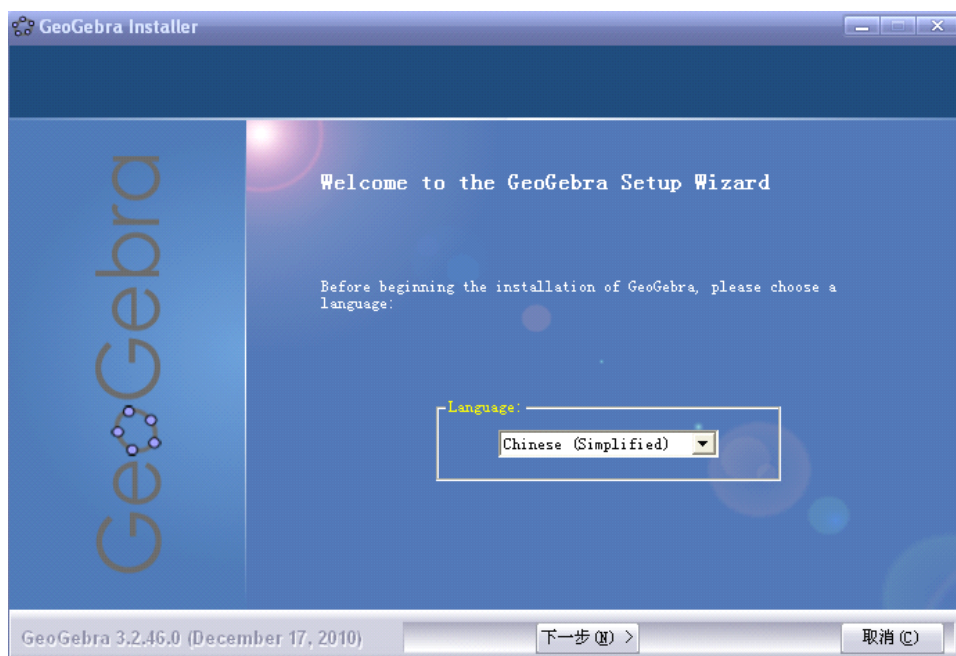 GeoGebra Installer
GeoGebra
Welcome to the GeoGebra Setup Wizard
Before beginning the installation of GeoGebra, please choose a
language:
Language:
Chinese (Simplified)
GeoGebra 3.2.46.0 (December 17, 2010)
下一步(N) >
取消(C)